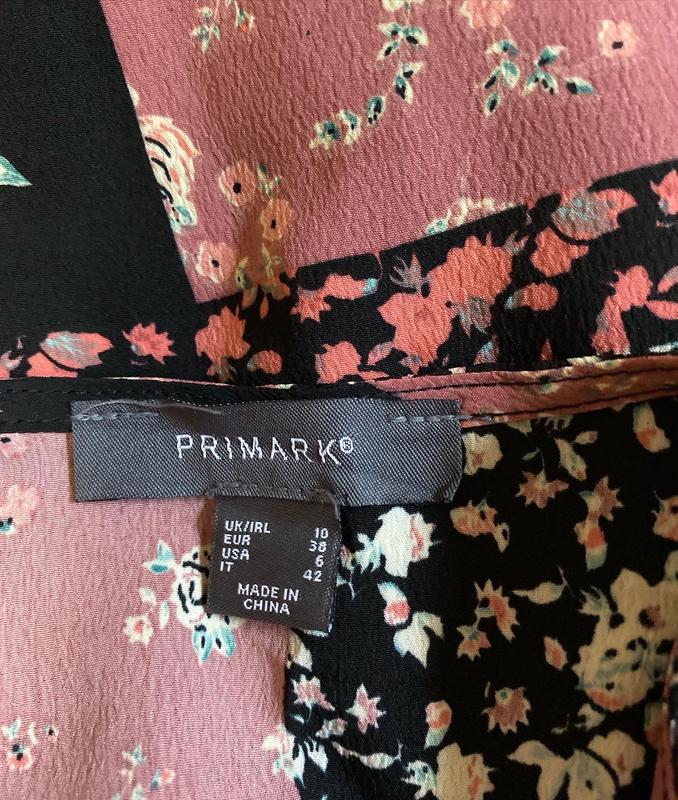 PRIMARK®
UK/IRL 10
EUR 38
USA 6
IT 42
MADE IN
CHINA